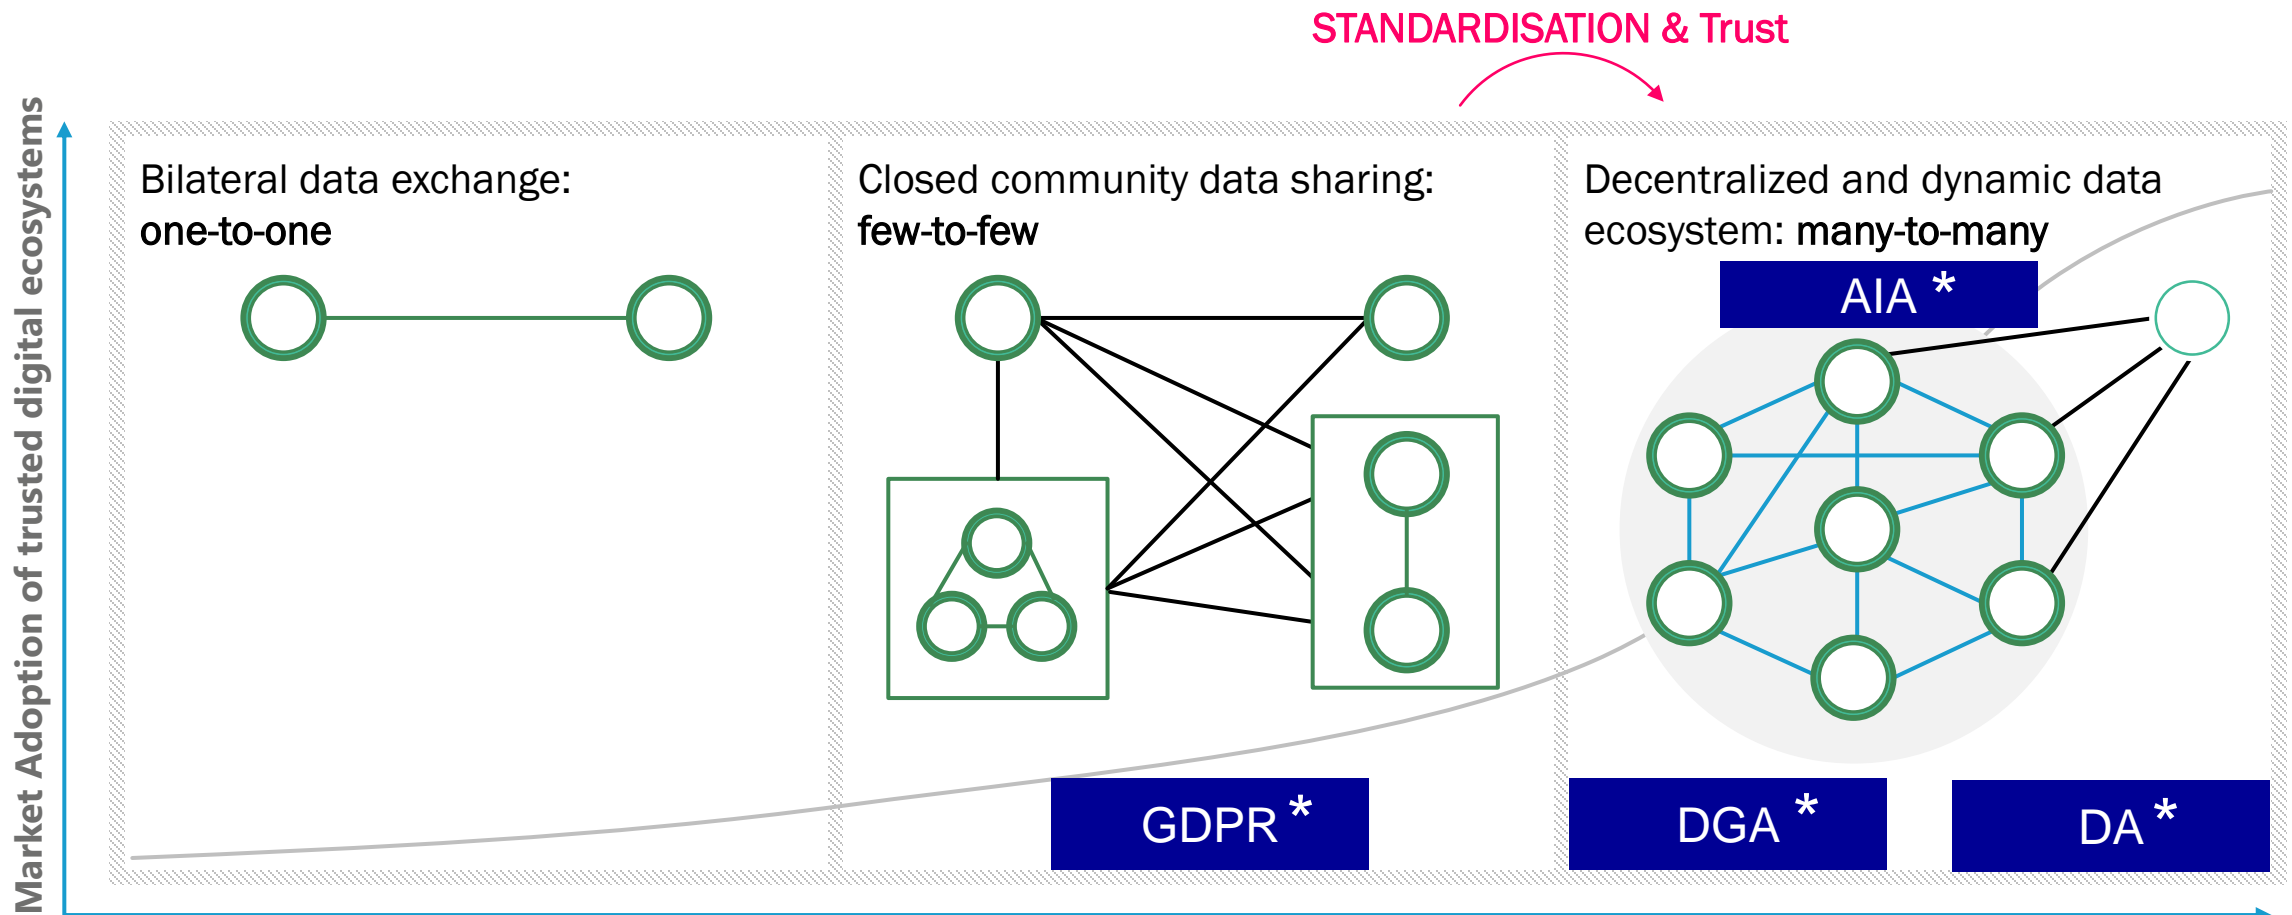 STANDARDISATION & Trust
Market Adoption of trusted digital ecosystems
Bilateral data exchange:
one-to-one
Closed community data sharing:
few-to-few
Decentralized and dynamic data
ecosystem: many-to-many
AIA *
GDPR *
DGA *
DA *